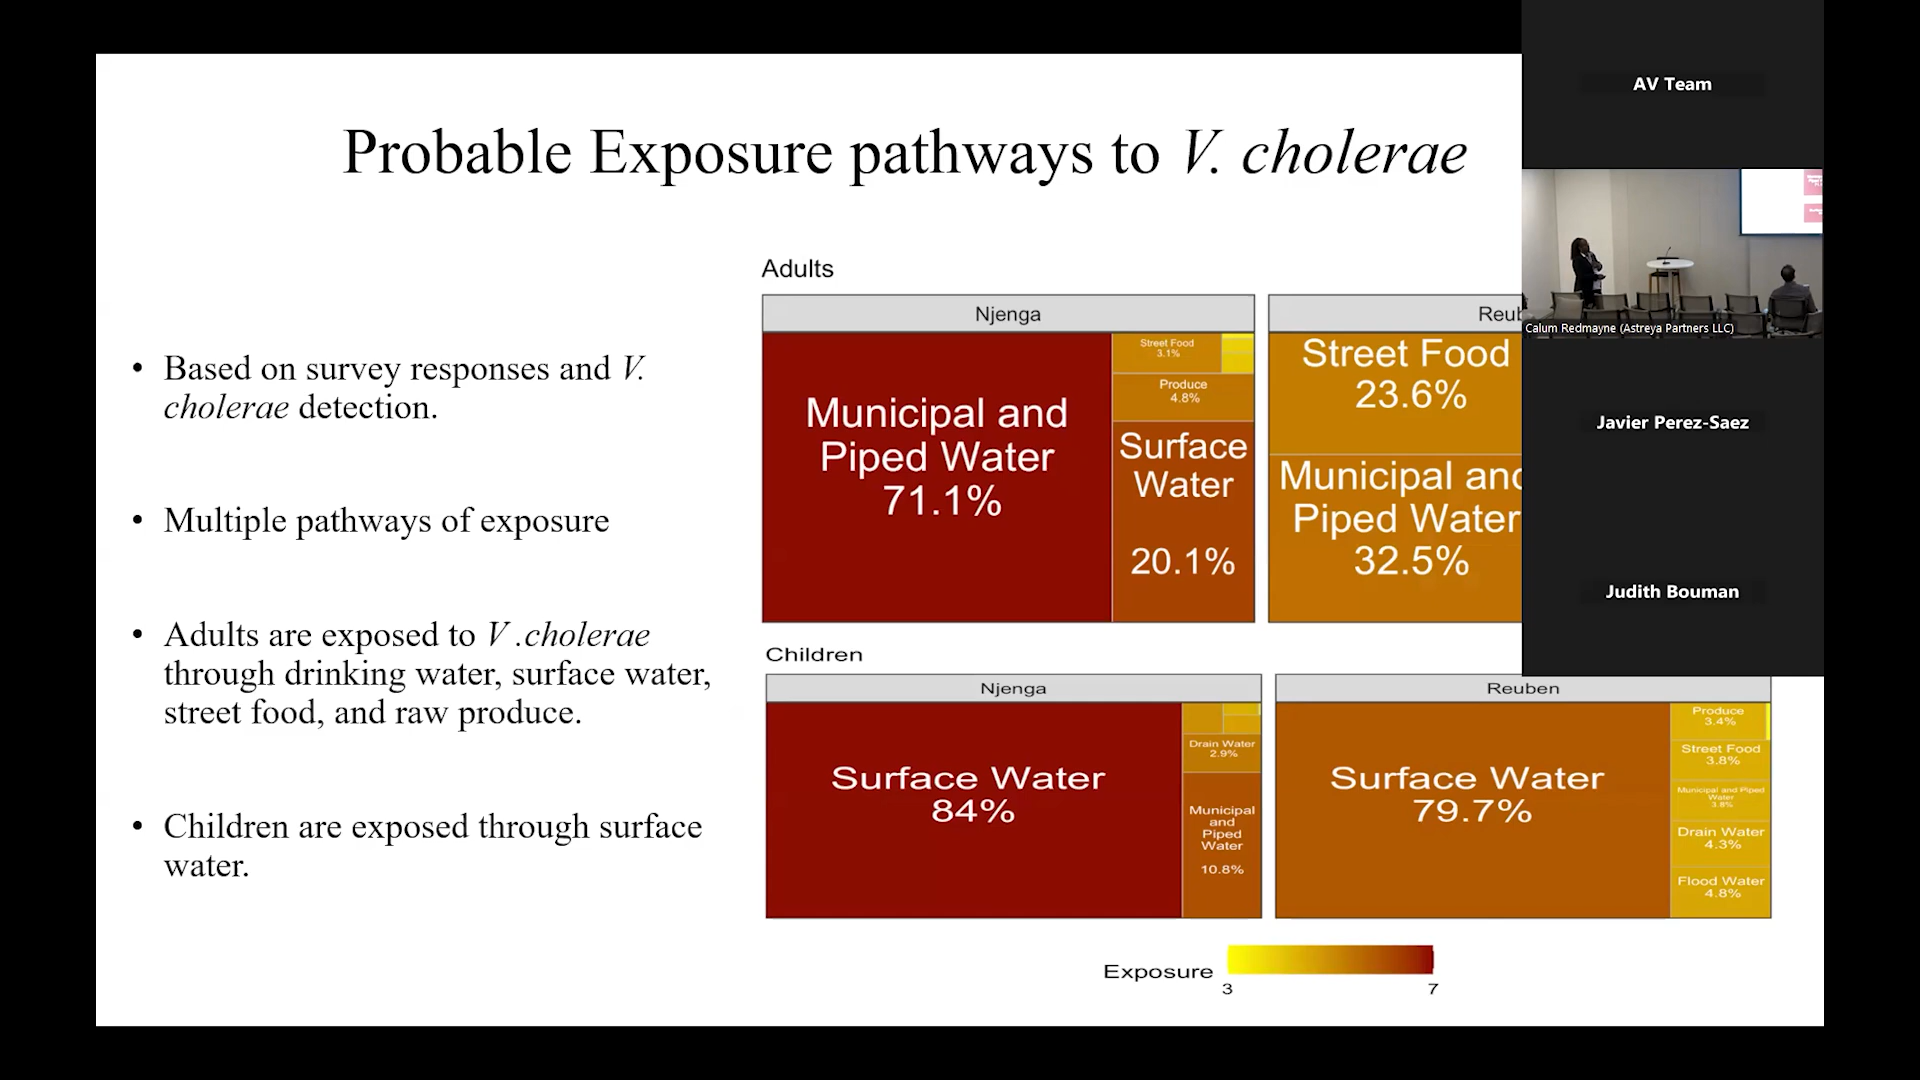 Probable Exposure pathways to V. cholerae
• Based on survey responses and V.
cholerae detection.
• Multiple pathways of exposure
• Adults are exposed to V .cholerae
through drinking water, surface water,
street food, and raw produce.
• Children are exposed through surface
water.
Adults
Njenga
Municipal and
Piped Water
71.1%
Street Food
3.1%
Produce
4.8%
Surface
Water
20.1%
Reub
Street Food
23.6%
Municipal and
Piped Water
32.5%
Children
Njenga
Surface Water
84%
Drain Water
2.9%
Municipal
and
Piped
Water
10.8%
Reuben
Surface Water
79.7%
Produce
3.4%
Street Food
3.8%
Municipal and Piped
Water
3.8%
Drain Water
4.3%
Flood Water
4.8%
Exposure
3
7
AV Team
Calum Redmayne (Astreya Partners LLC)
Javier Perez-Saez
Judith Bouman